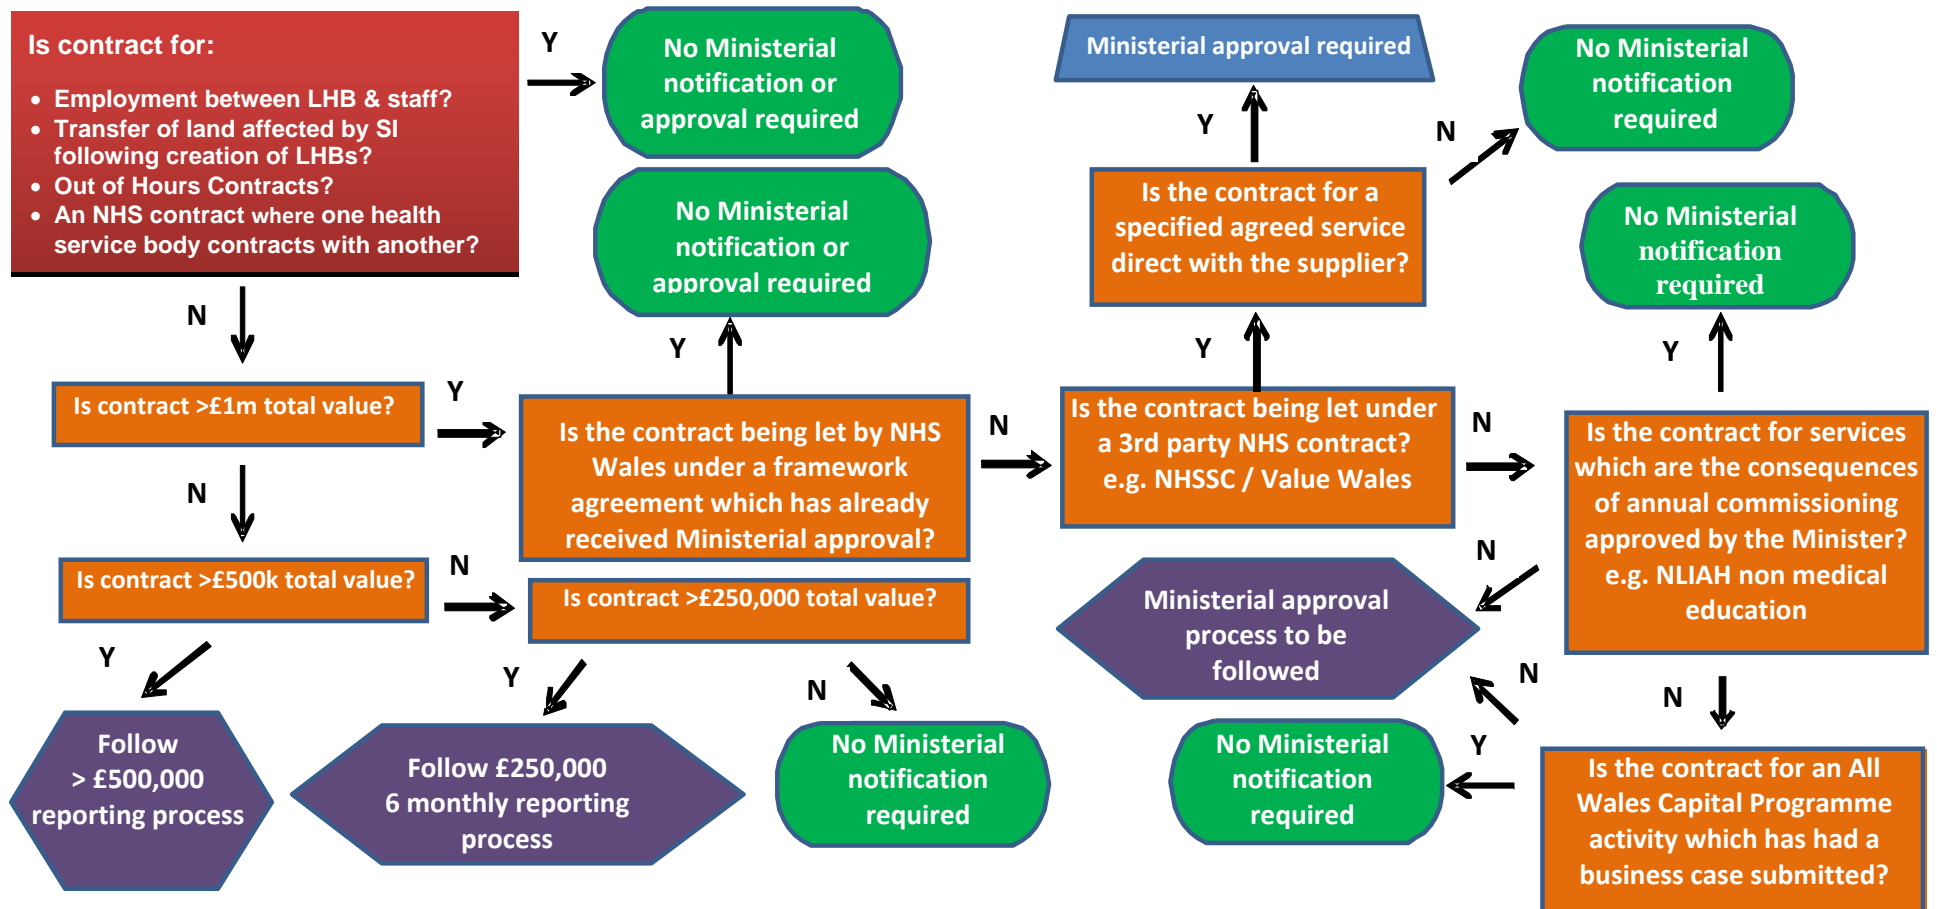 Is contract for:
• Employment between LHB & staff?
• Transfer of land affected by SI
following creation of LHBs?
• Out of Hours Contracts?
• An NHS contract where one health
service body contracts with another?
Y
No Ministerial
notification or
approval required
N
Is contract >£1m total value?
Y
N
Is contract >£500k total value?
N
Y
Follow
> £500,000
reporting process
No Ministerial
notification or
approval required
Y
Is the contract being let by NHS
Wales under a framework
agreement which has already
received Ministerial approval?
N
Is contract >£250,000 total value?
Y
Follow £250,000
6 monthly reporting
process
N
No Ministerial
notification
required
Ministerial approval required
Y
Is the contract for a
specified agreed service
direct with the supplier?
N
No Ministerial
notification
required
Y
Is the contract being let under
a 3rd party NHS contract?
e.g. NHSSC / Value Wales
N
No Ministerial
notification
required
Y
Is the contract for services
which are the consequences
of annual commissioning
approved by the Minister?
e.g. NLIAH non medical
education
N
Ministerial approval
process to be
followed
N
N
No Ministerial
notification
required
Y
Is the contract for an All
Wales Capital Programme
activity which has had a
business case submitted?